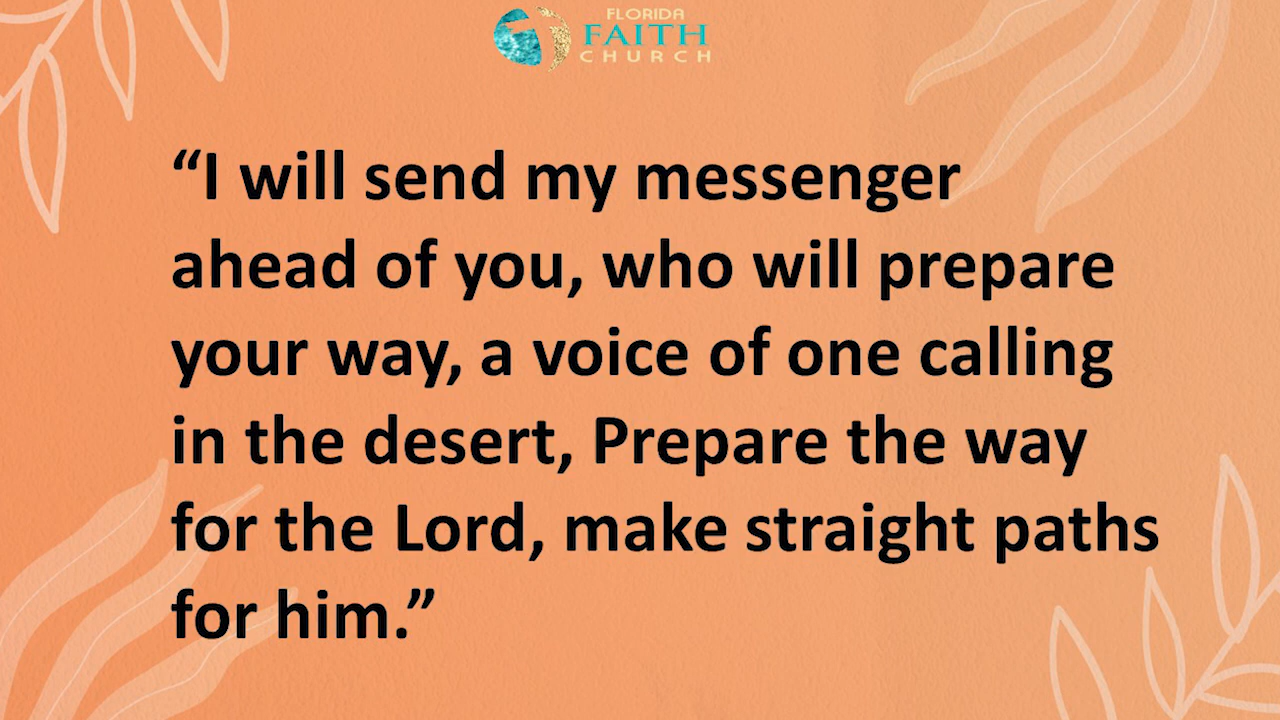 FLORIDA
FAITH
CHURCH
“I will send my messenger
ahead of you, who will prepare
your way, a voice of one calling
in the desert, Prepare the way
for the Lord, make straight paths
for him.”